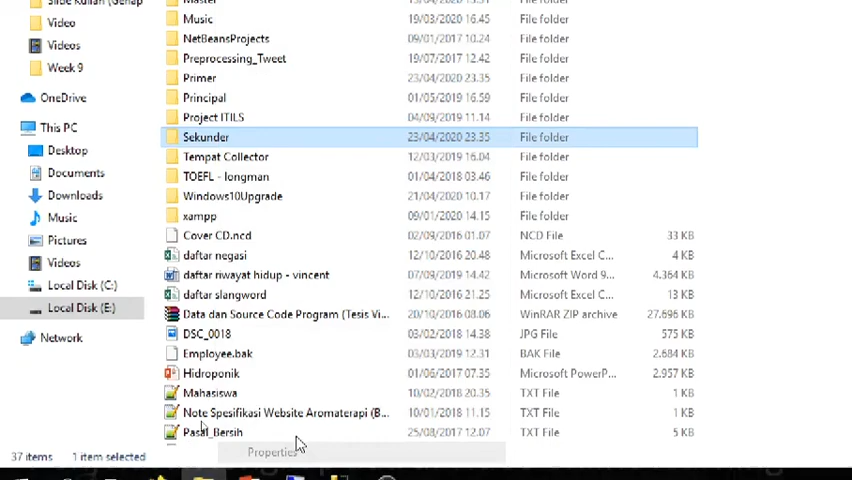 Slide Kuliah (Genap
Video
Videos
Week 9
OneDrive
This PC
Desktop
Documents
Downloads
Music
Pictures
Videos
Local Disk (C:)
Local Disk (E:)
Network
Master
Music 19/03/2020 16.45 File folder
NetBeansProjects 09/01/2017 10.24 File folder
Preprocessing_Tweet 19/07/2017 12.42 File folder
Primer 23/04/2020 23.35 File folder
Principal 01/05/2019 16.59 File folder
Project ITILS 04/09/2019 11.14 File folder
Sekunder 23/04/2020 23.35 File folder
Tempat Collector 12/03/2019 16.04 File folder
TOEFL - longman 01/04/2018 03.46 File folder
Windows10Upgrade 21/04/2020 10.17 File folder
xampp 09/01/2020 14.15 File folder
Cover CD.ncd 02/09/2016 01.07 NCD File 33 KB
daftar negasi 12/10/2016 20.48 Microsoft Excel C... 4 KB
daftar riwayat hidup - vincent 07/09/2019 14.42 Microsoft Word 9... 4.364 KB
daftar slangword 12/10/2016 21.25 Microsoft Excel C... 13 KB
Data dan Source Code Program (Tesis Vi... 20/10/2016 08.06 WinRAR ZIP archive 27.696 KB
DSC_0018 03/02/2018 14.38 JPG File 575 KB
Employee.bak 03/03/2019 12.31 BAK File 2.684 KB
Hidroponik 01/06/2017 07.35 Microsoft PowerP... 2.957 KB
Mahasiswa 10/02/2018 20.35 TXT File 1 KB
Note Spesifikasi Website Aromaterapi (B... 10/01/2018 11.15 TXT File 1 KB
Pasal_Bersih 25/08/2017 12.07 TXT File 5 KB
Properties
37 items 1 item selected